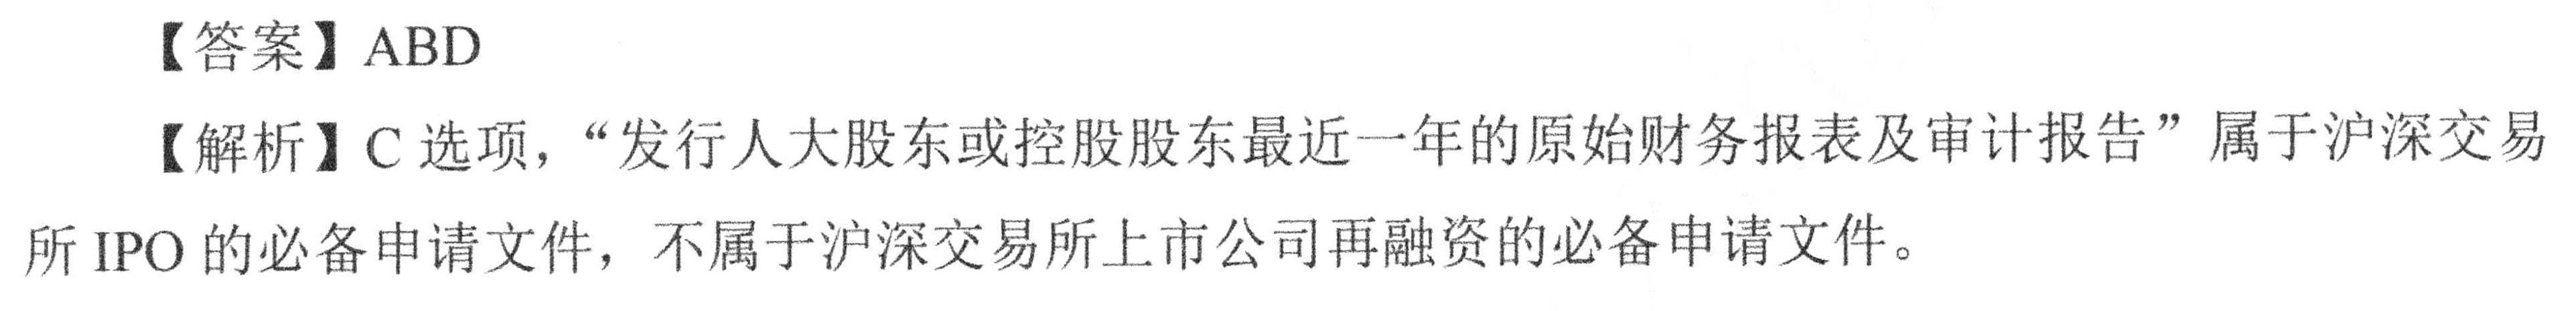 【答案】ABD
【解析】C 选项，“发行人大股东或控股股东最近一年的原始财务报表及审计报告”属于沪深交易
所 IPO 的必备申请文件，不属于沪深交易所上市公司再融资的必备申请文件。